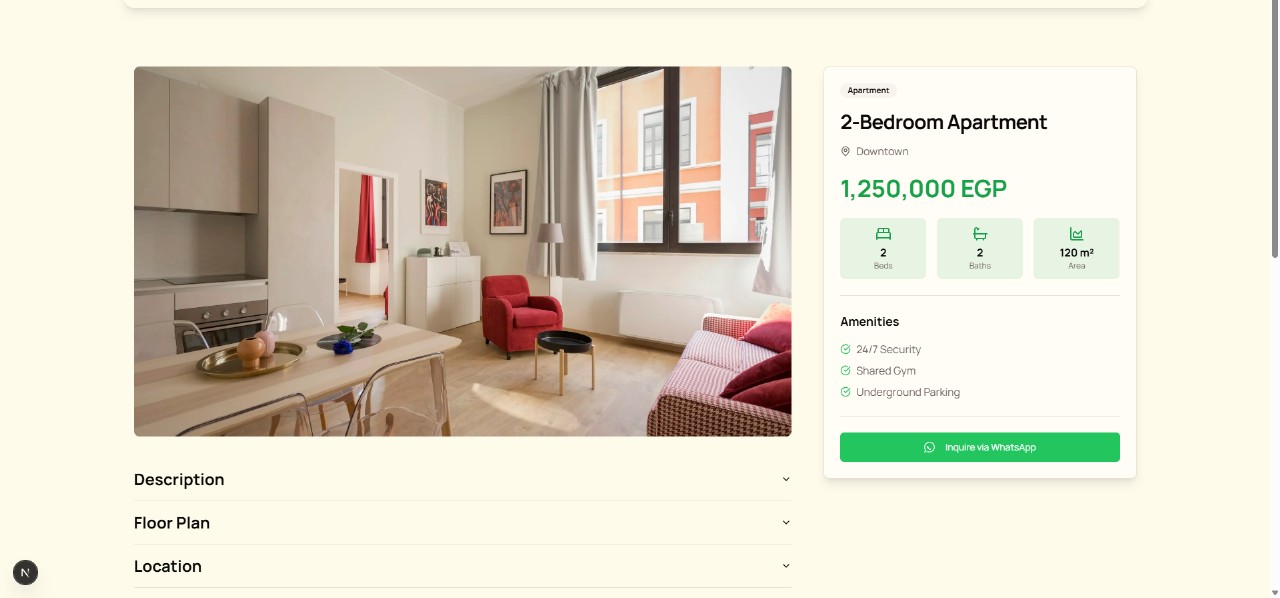 Apartment
2-Bedroom Apartment
Downtown
1,250,000 EGP
2
Beds
2
Baths
120 m²
Area
Amenities
24/7 Security
Shared Gym
Underground Parking
Inquire via WhatsApp
Description
Floor Plan
Location
N